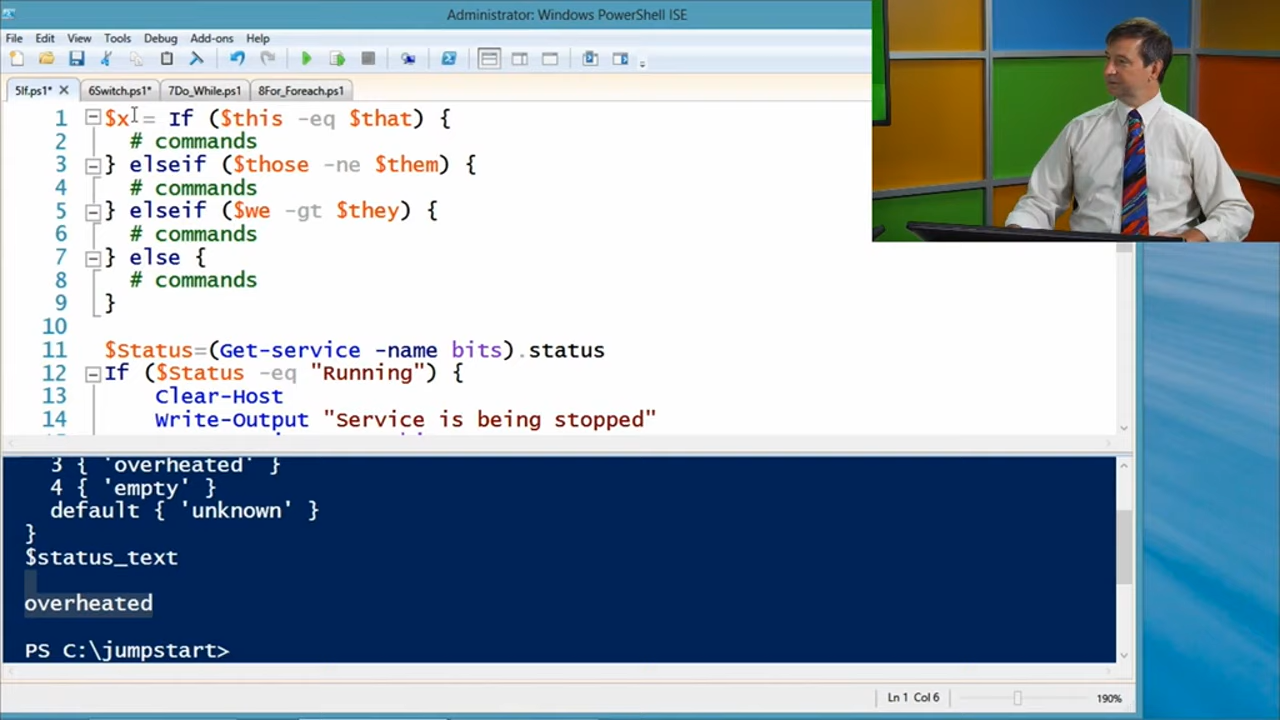 Administrator: Windows PowerShell ISE
File Edit View Tools Debug Add-ons Help
5If.ps1* 6Switch.ps1* 7Do_While.ps1 8For_Foreach.ps1
1 $x = If ($this -eq $that) {
2 # commands
3 } elseif ($those -ne $them) {
4 # commands
5 } elseif ($we -gt $they) {
6 # commands
7 } else {
8 # commands
9 }
10
11 $Status=(Get-service -name bits).status
12 If ($Status -eq "Running") {
13 Clear-Host
14 Write-Output "Service is being stopped"
3 { 'overheated' }
4 { 'empty' }
default { 'unknown' }
}
$status_text
overheated
PS C:\jumpstart>
Ln 1 Col 6 190%